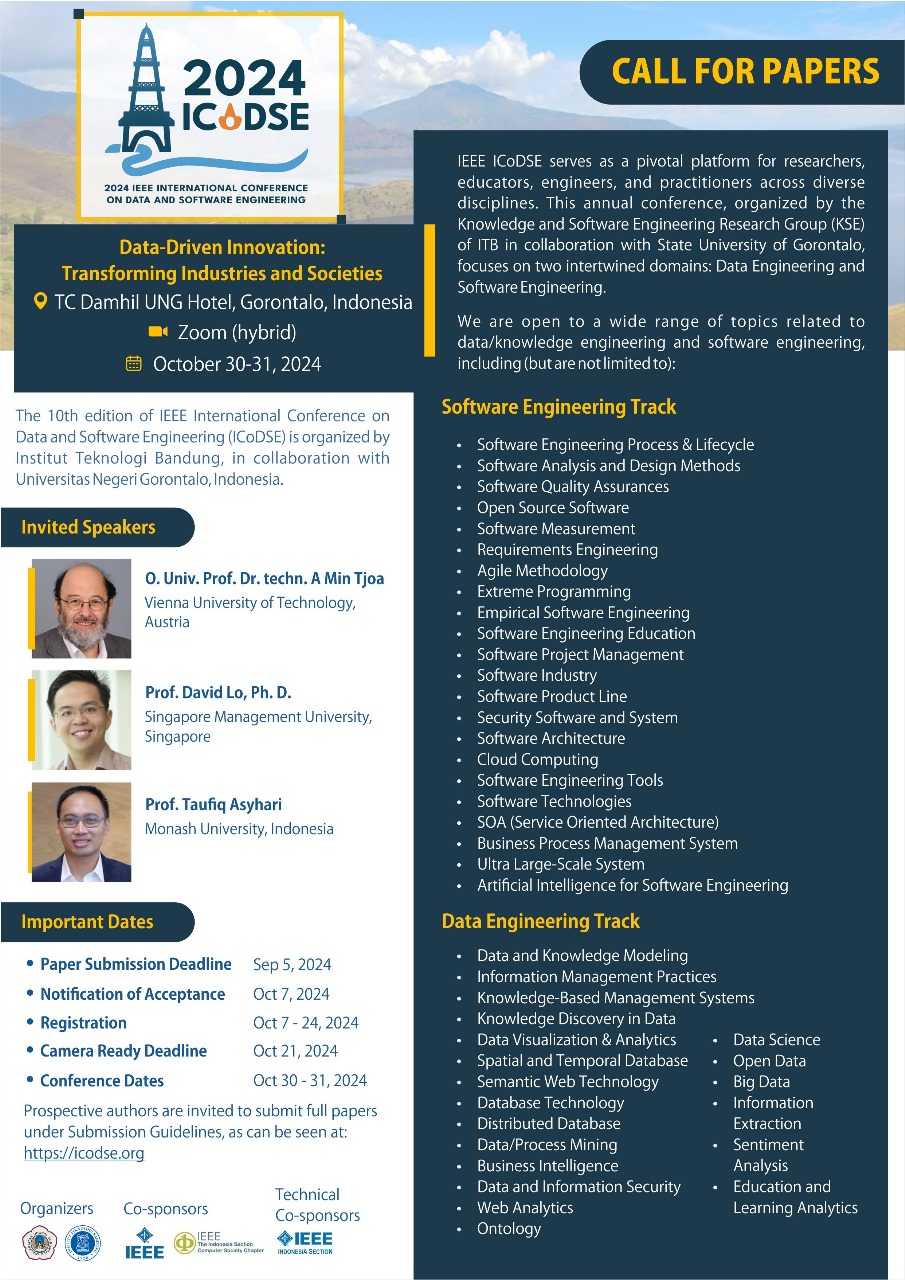 2024
ICoDSE
2024 IEEE INTERNATIONAL CONFERENCE
ON DATA AND SOFTWARE ENGINEERING
CALL FOR PAPERS
Data-Driven Innovation:
Transforming Industries and Societies
TC Damhil UNG Hotel, Gorontalo, Indonesia
Zoom (hybrid)
October 30-31, 2024
The 10th edition of IEEE International Conference on
Data and Software Engineering (ICoDSE) is organized by
Institut Teknologi Bandung, in collaboration with
Universitas Negeri Gorontalo, Indonesia.
Invited Speakers
O. Univ. Prof. Dr. techn. A Min Tjoa
Vienna University of Technology,
Austria
Prof. David Lo, Ph. D.
Singapore Management University,
Singapore
Prof. Taufiq Asyhari
Monash University, Indonesia
Important Dates
• Paper Submission Deadline Sep 5, 2024
• Notification of Acceptance Oct 7, 2024
• Registration Oct 7 - 24, 2024
• Camera Ready Deadline Oct 21, 2024
• Conference Dates Oct 30 - 31, 2024
Prospective authors are invited to submit full papers
under Submission Guidelines, as can be seen at:
https://icodse.org
Organizers
Co-sponsors
IEEE
IEEE
The Indonesia Section
Computer Society Chapter
Technical
Co-sponsors
IEEE
INDONESIA SECTION
IEEE ICoDSE serves as a pivotal platform for researchers,
educators, engineers, and practitioners across diverse
disciplines. This annual conference, organized by the
Knowledge and Software Engineering Research Group (KSE)
of ITB in collaboration with State University of Gorontalo,
focuses on two intertwined domains: Data Engineering and
Software Engineering.
We are open to a wide range of topics related to
data/knowledge engineering and software engineering,
including (but are not limited to):
Software Engineering Track
• Software Engineering Process & Lifecycle
• Software Analysis and Design Methods
• Software Quality Assurances
• Open Source Software
• Software Measurement
• Requirements Engineering
• Agile Methodology
• Extreme Programming
• Empirical Software Engineering
• Software Engineering Education
• Software Project Management
• Software Industry
• Software Product Line
• Security Software and System
• Software Architecture
• Cloud Computing
• Software Engineering Tools
• Software Technologies
• SOA (Service Oriented Architecture)
• Business Process Management System
• Ultra Large-Scale System
• Artificial Intelligence for Software Engineering
Data Engineering Track
• Data and Knowledge Modeling
• Information Management Practices
• Knowledge-Based Management Systems
• Knowledge Discovery in Data
• Data Visualization & Analytics
• Spatial and Temporal Database
• Semantic Web Technology
• Database Technology
• Distributed Database
• Data/Process Mining
• Business Intelligence
• Data and Information Security
• Web Analytics
• Ontology
• Data Science
• Open Data
• Big Data
• Information
Extraction
• Sentiment
Analysis
• Education and
Learning Analytics